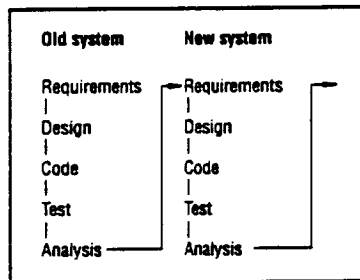 Old system New system
Requirements Requirements
Design Design
Code Code
Test Test
Analysis Analysis